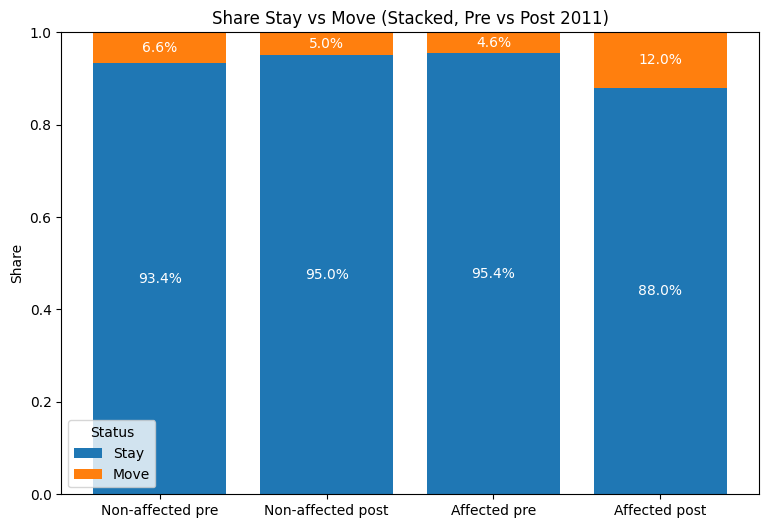 Share Stay vs Move (Stacked, Pre vs Post 2011)
1.0
0.8
0.6
0.4
0.2
0.0
Share
6.6%
5.0%
4.6%
12.0%
93.4%
95.0%
95.4%
88.0%
Status
Stay
Move
Non-affected pre
Non-affected post
Affected pre
Affected post